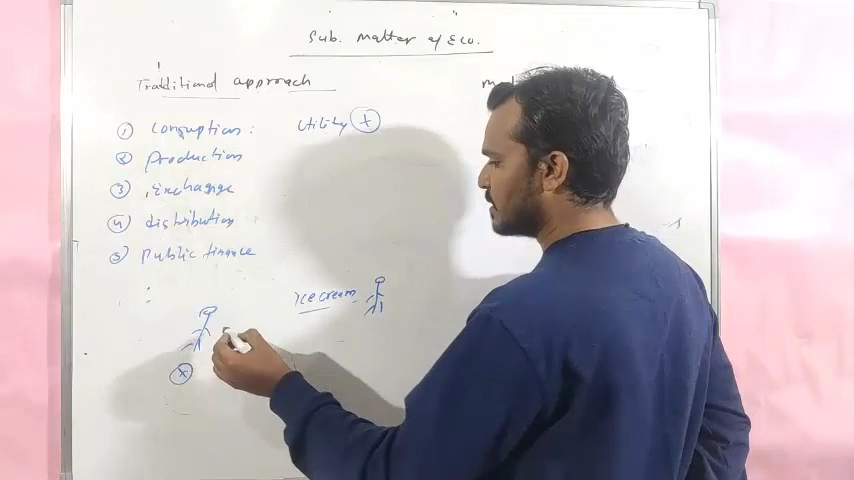 Sub. matter of Eco.
Traditional approach
① Consuption : Utility +
② production
③ Exchange
④ distribution
⑤ Public finance
ice cream